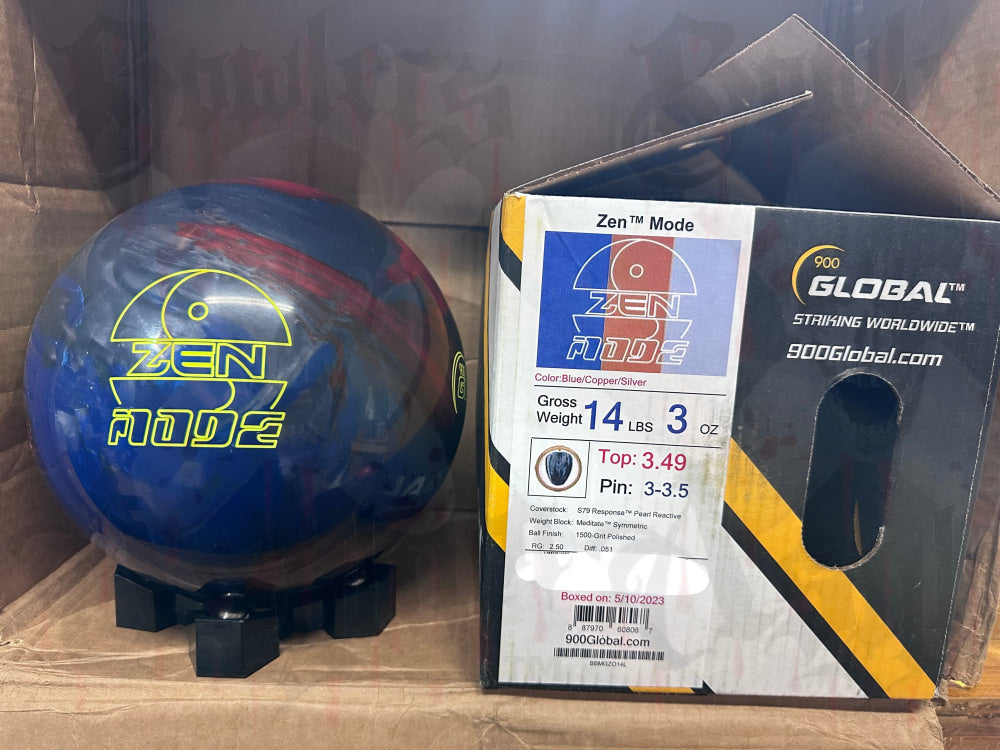 Bowlers
ZEN
MODE
Zen™ Mode
ZEN
MODE
Color:Blue/Copper/Silver
Gross Weight 14 LBS 3 OZ
Top: 3.49
Pin: 3-3.5
Coverstock: S79 Response™ Pearl Reactive
Weight Block: Meditate™ Symmetric
Ball Finish: 1500-Grit Polished
RG: 2.50 Diff: .051
Boxed on: 5/10/2023
8 87970 60806 7
900Global.com
BBMGZO14L
900
GLOBAL™
STRIKING WORLDWIDE™
900Global.com